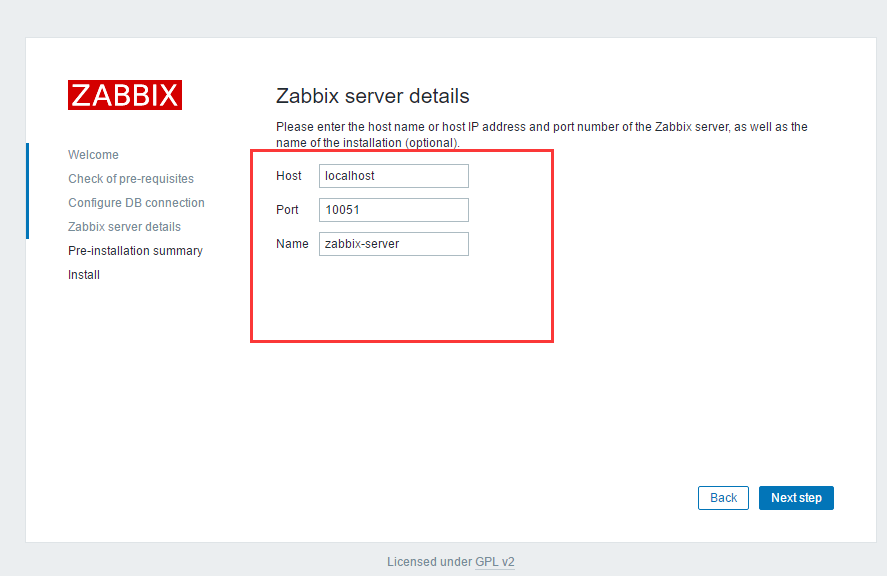 ZABBIX
Welcome
Check of pre-requisites
Configure DB connection
Zabbix server details
Pre-installation summary
Install
Zabbix server details
Please enter the host name or host IP address and port number of the Zabbix server, as well as the
name of the installation (optional).
Host localhost
Port 10051
Name zabbix-server
Back Next step
Licensed under GPL v2